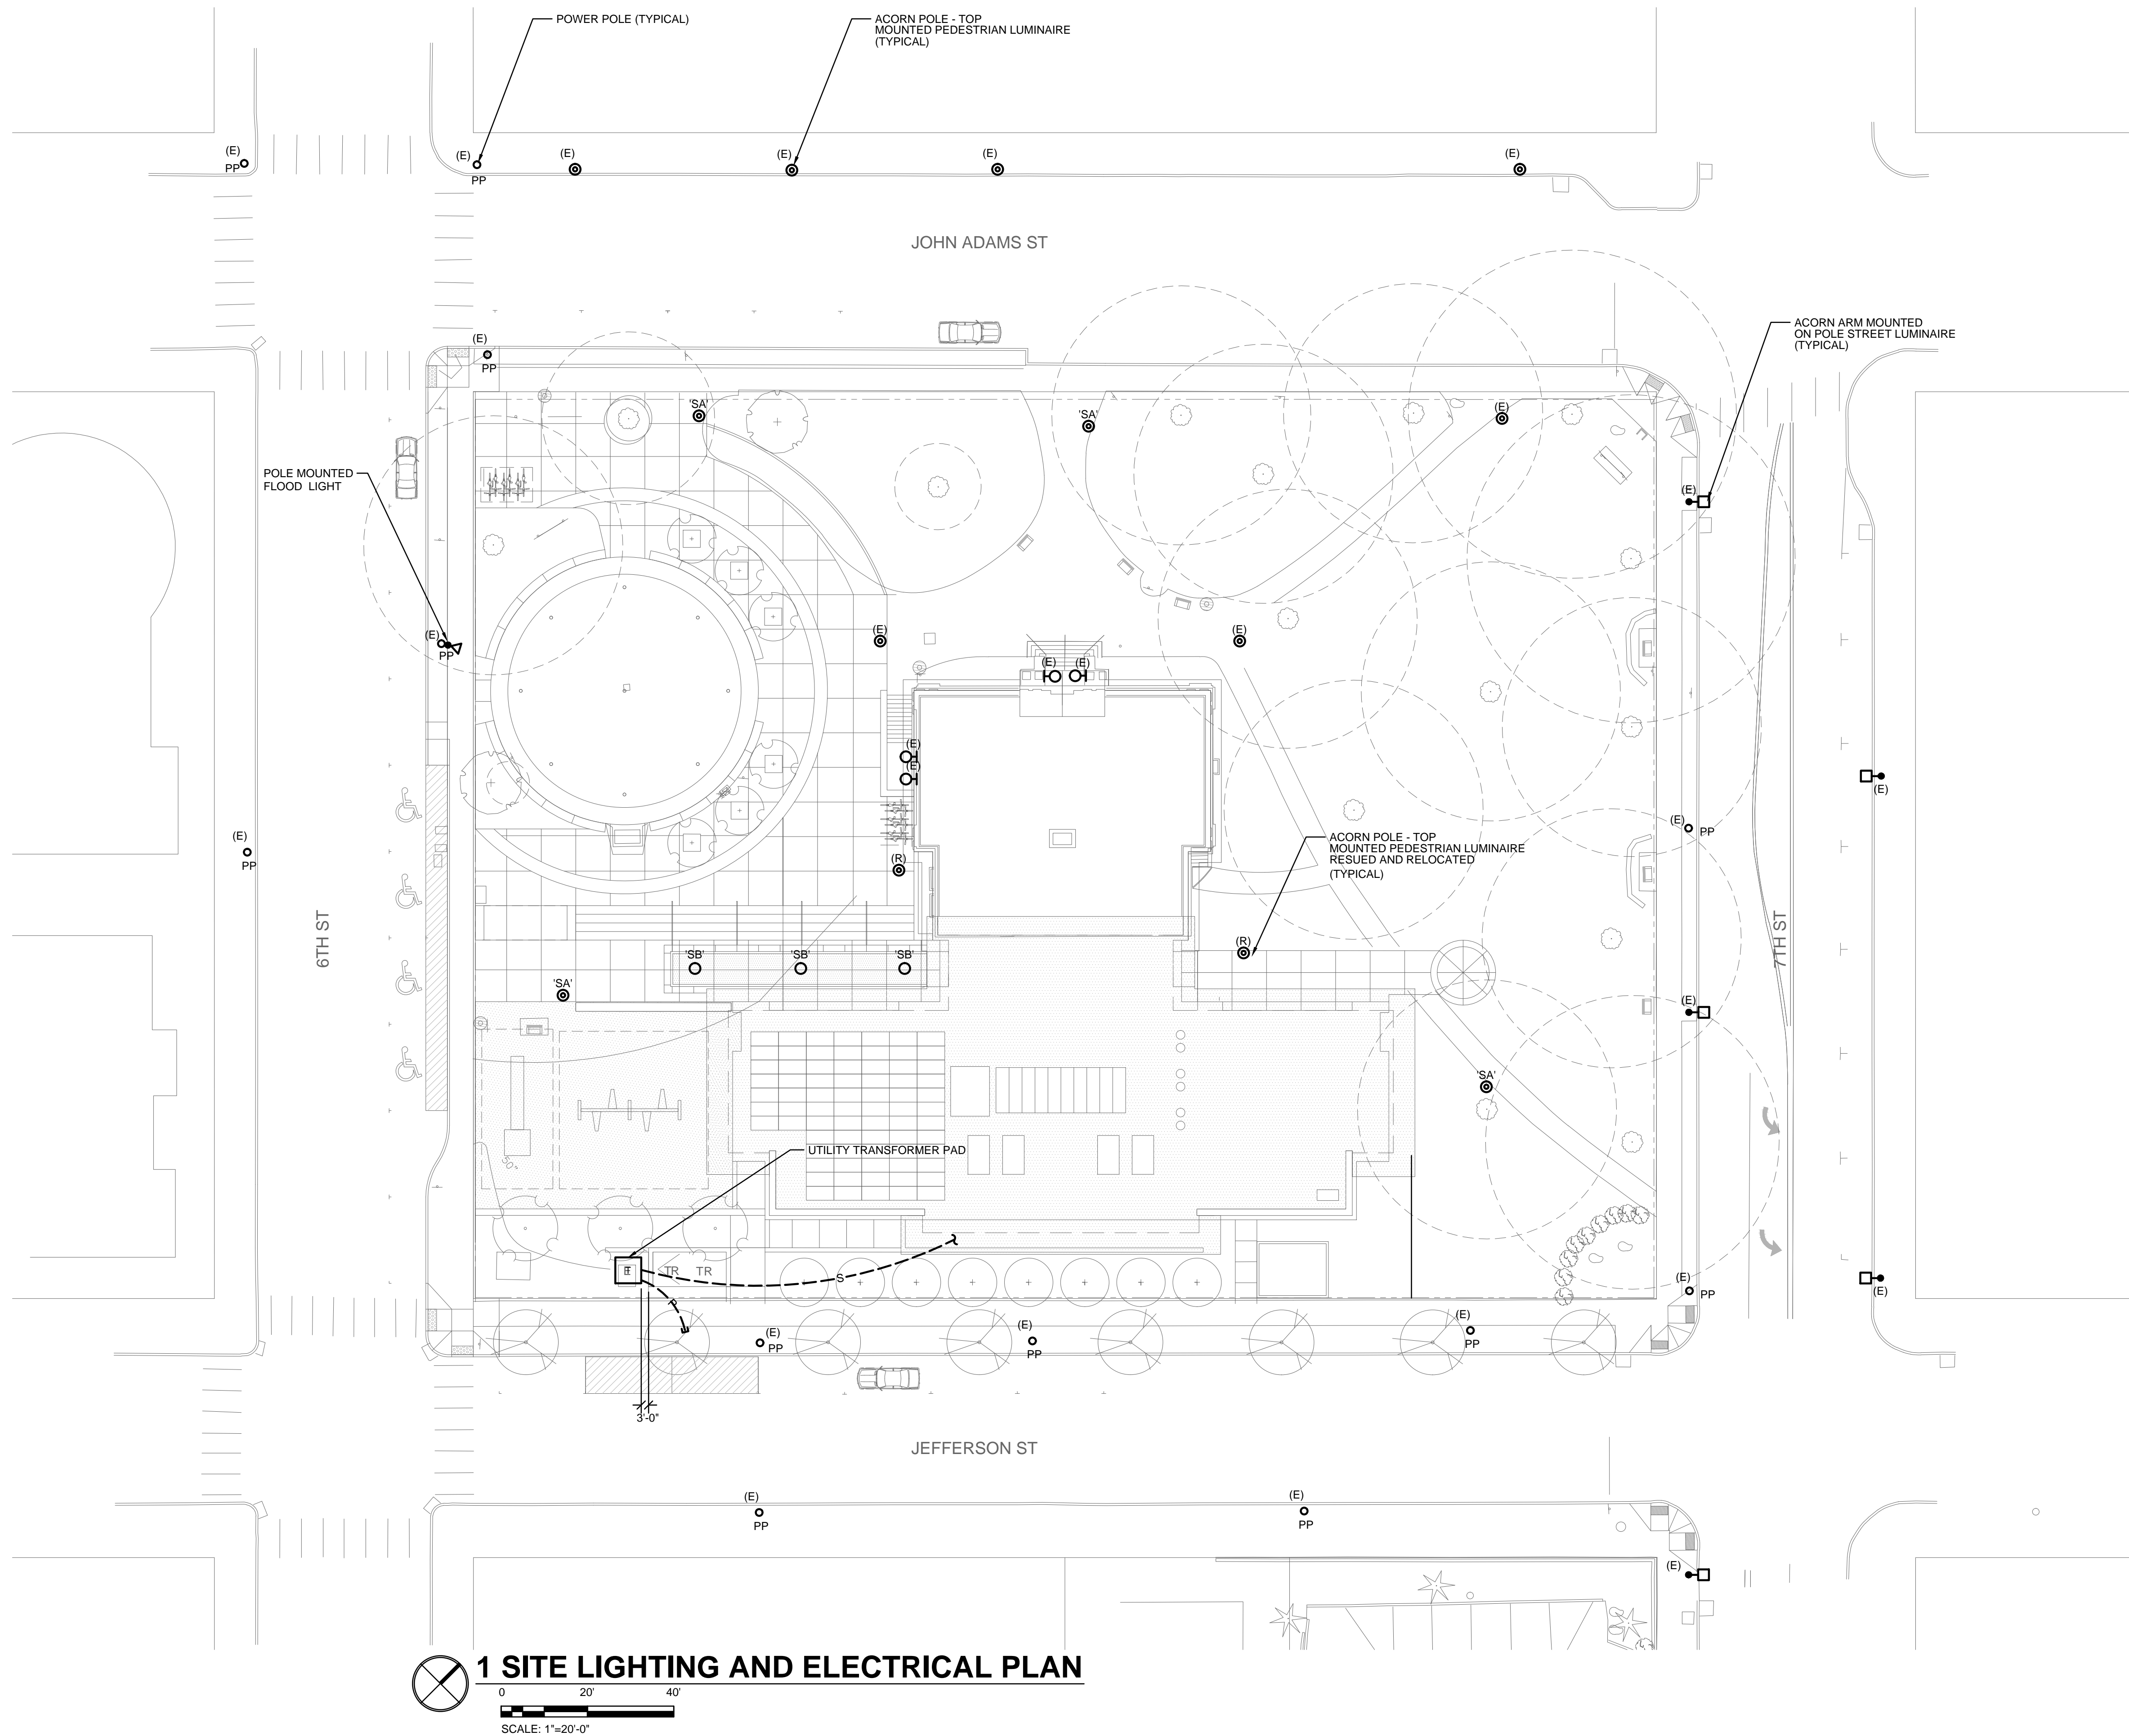 POWER POLE (TYPICAL)
ACORN POLE - TOP
MOUNTED PEDESTRIAN LUMINAIRE
(TYPICAL)
(E)
PP
(E)
PP
(E)
(E)
(E)
(E)
JOHN ADAMS ST
ACORN ARM MOUNTED
ON POLE STREET LUMINAIRE
(TYPICAL)
(E)
PP
'SA'
'SA'
(E)
POLE MOUNTED
FLOOD LIGHT
(E)
(E)
PP
(E)
(E)
(E)
(E)
(E)
(E)
(E)
(E)
PP
(E)
PP
ACORN POLE - TOP
MOUNTED PEDESTRIAN LUMINAIRE
RESUED AND RELOCATED
(TYPICAL)
(R)
6TH ST
7TH ST
(R)
'SB'
'SB'
'SB'
'SA'
(E)
'SA'
UTILITY TRANSFORMER PAD
50'
TR
TR
S
P
(E)
PP
(E)
(E)
PP
(E)
PP
(E)
PP
3'-0"
JEFFERSON ST
(E)
PP
(E)
PP
(E)
1 SITE LIGHTING AND ELECTRICAL PLAN
0 20' 40'
SCALE: 1"=20'-0"